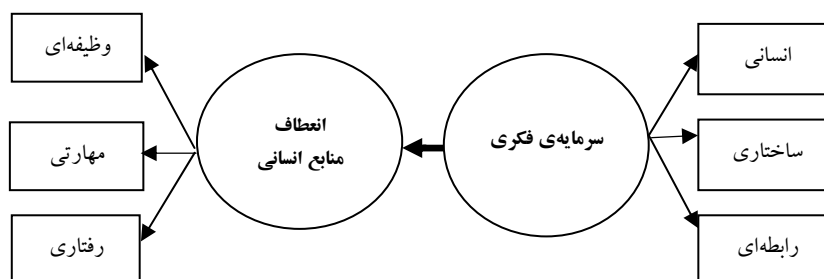 انسانی
ساختاری
رابطه‌ای
سرمایه‌ی فکری
انعطاف
منابع انسانی
وظیفه‌ای
مهارتی
رفتاری